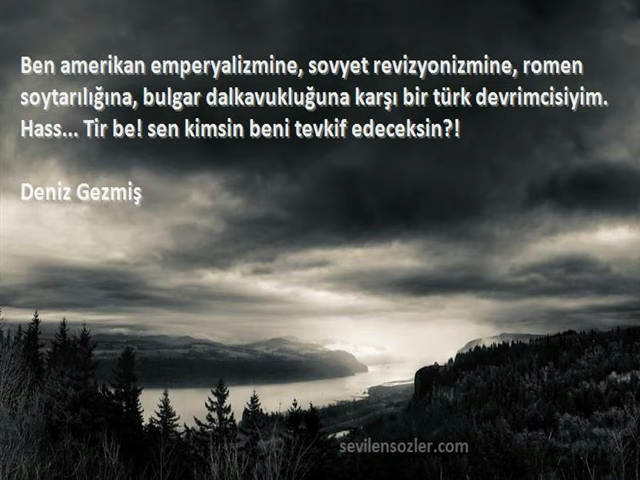 Ben amerikan emperyalizmine, sovyet revizyonizmine, romen
soytarılığına, bulgar dalkavukluğuna karşı bir türk devrimcisiyim.
Hass... Tir be! sen kimsin beni tevkif edeceksin?!
Deniz Gezmiş
sevilensozler.com